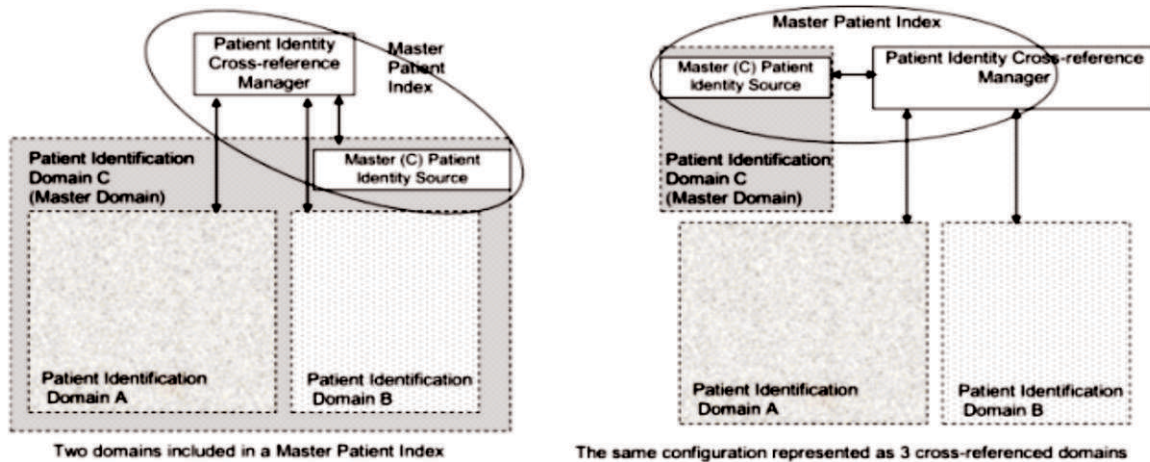 Patient Identity
Cross-reference
Manager
Master
Patient
Index
Patient Identification
Domain C
(Master Domain)
Master (C) Patient
Identity Source
Patient Identification
Domain A
Patient Identification
Domain B
Two domains included in a Master Patient Index
Master Patient Index
Master (C) Patient
Identity Source
Patient Identity Cross-reference
Manager
Patient Identification
Domain C
(Master Domain)
Patient Identification
Domain A
Patient Identification
Domain B
The same configuration represented as 3 cross-referenced domains